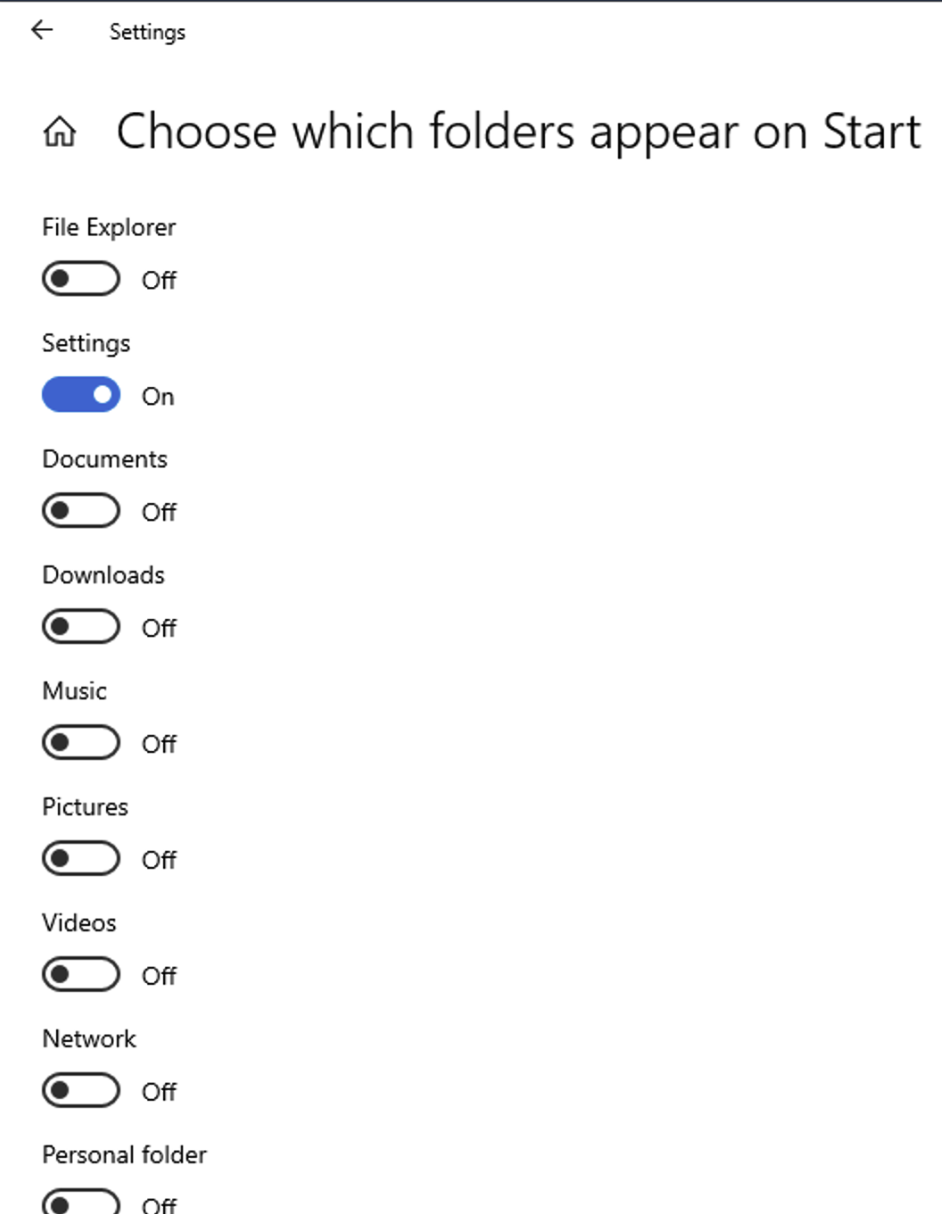 Settings
Choose which folders appear on Start
File Explorer
Off
Settings
On
Documents
Off
Downloads
Off
Music
Off
Pictures
Off
Videos
Off
Network
Off
Personal folder
Off